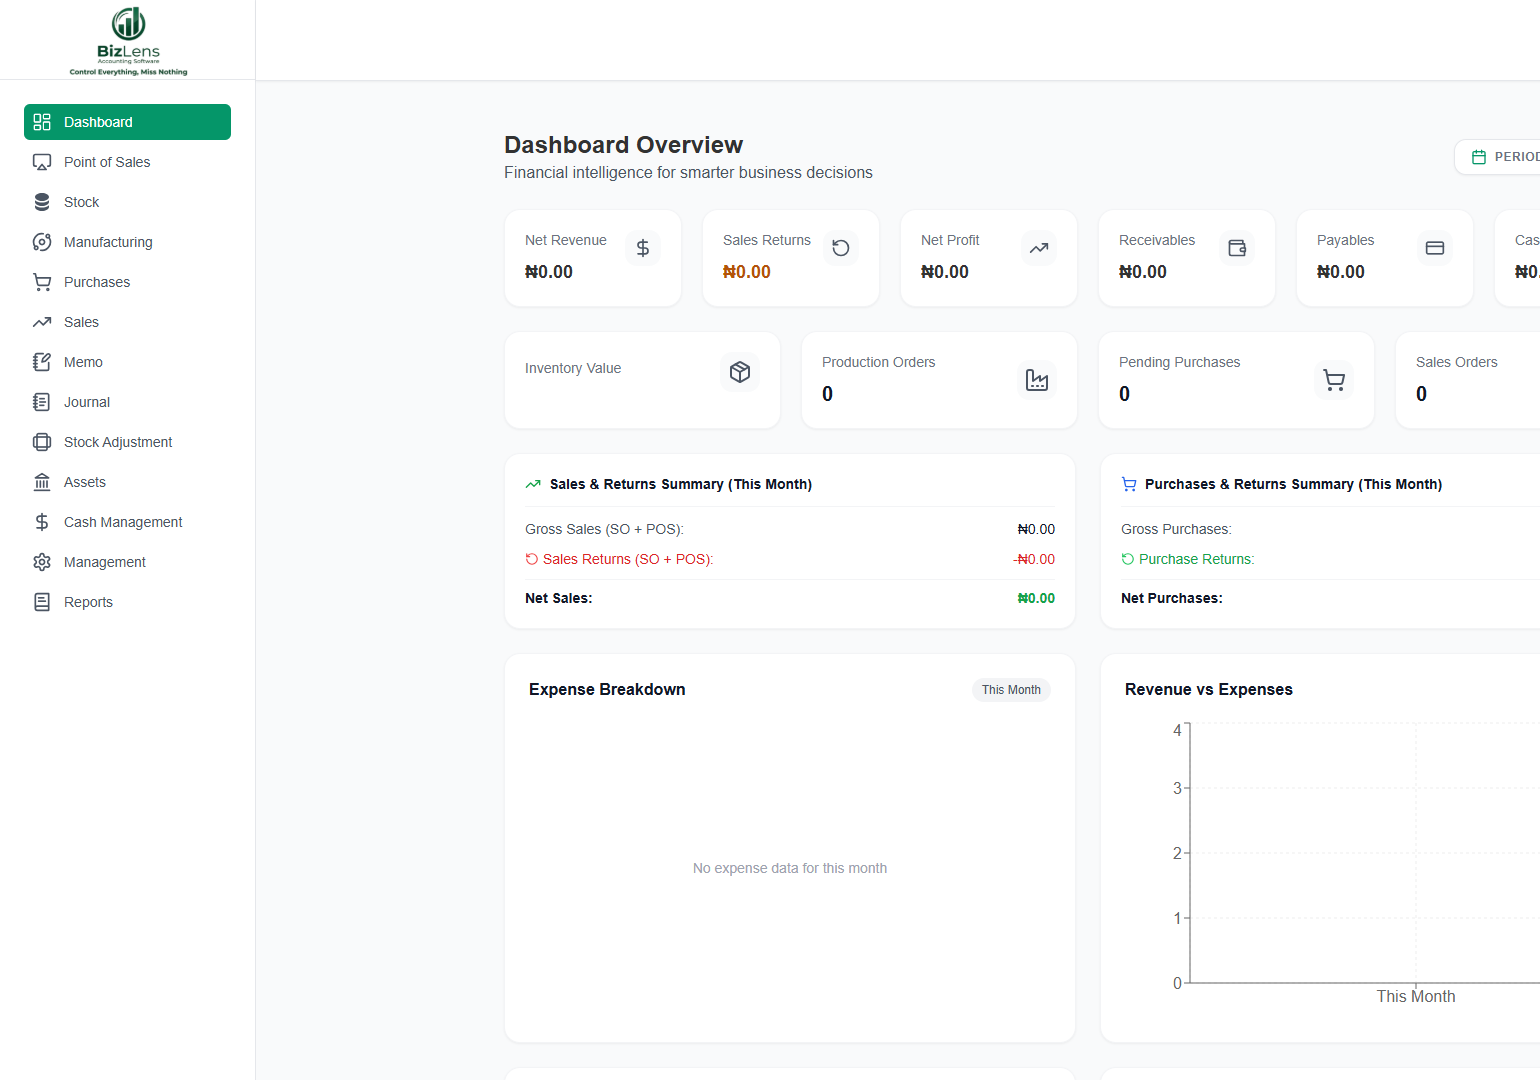 BizLens
Accounting Software
Control Everything, Miss Nothing
Dashboard
Point of Sales
Stock
Manufacturing
Purchases
Sales
Memo
Journal
Stock Adjustment
Assets
Cash Management
Management
Reports
Dashboard Overview
Financial intelligence for smarter business decisions
PERIOD
Net Revenue
₦0.00
Sales Returns
₦0.00
Net Profit
₦0.00
Receivables
₦0.00
Payables
₦0.00
Cas
₦0.
Inventory Value
Production Orders
0
Pending Purchases
0
Sales Orders
0
Sales & Returns Summary (This Month)
Gross Sales (SO + POS): ₦0.00
Sales Returns (SO + POS): -₦0.00
Net Sales: ₦0.00
Purchases & Returns Summary (This Month)
Gross Purchases:
Purchase Returns:
Net Purchases:
Expense Breakdown
This Month
No expense data for this month
Revenue vs Expenses
4
3
2
1
0
This Month